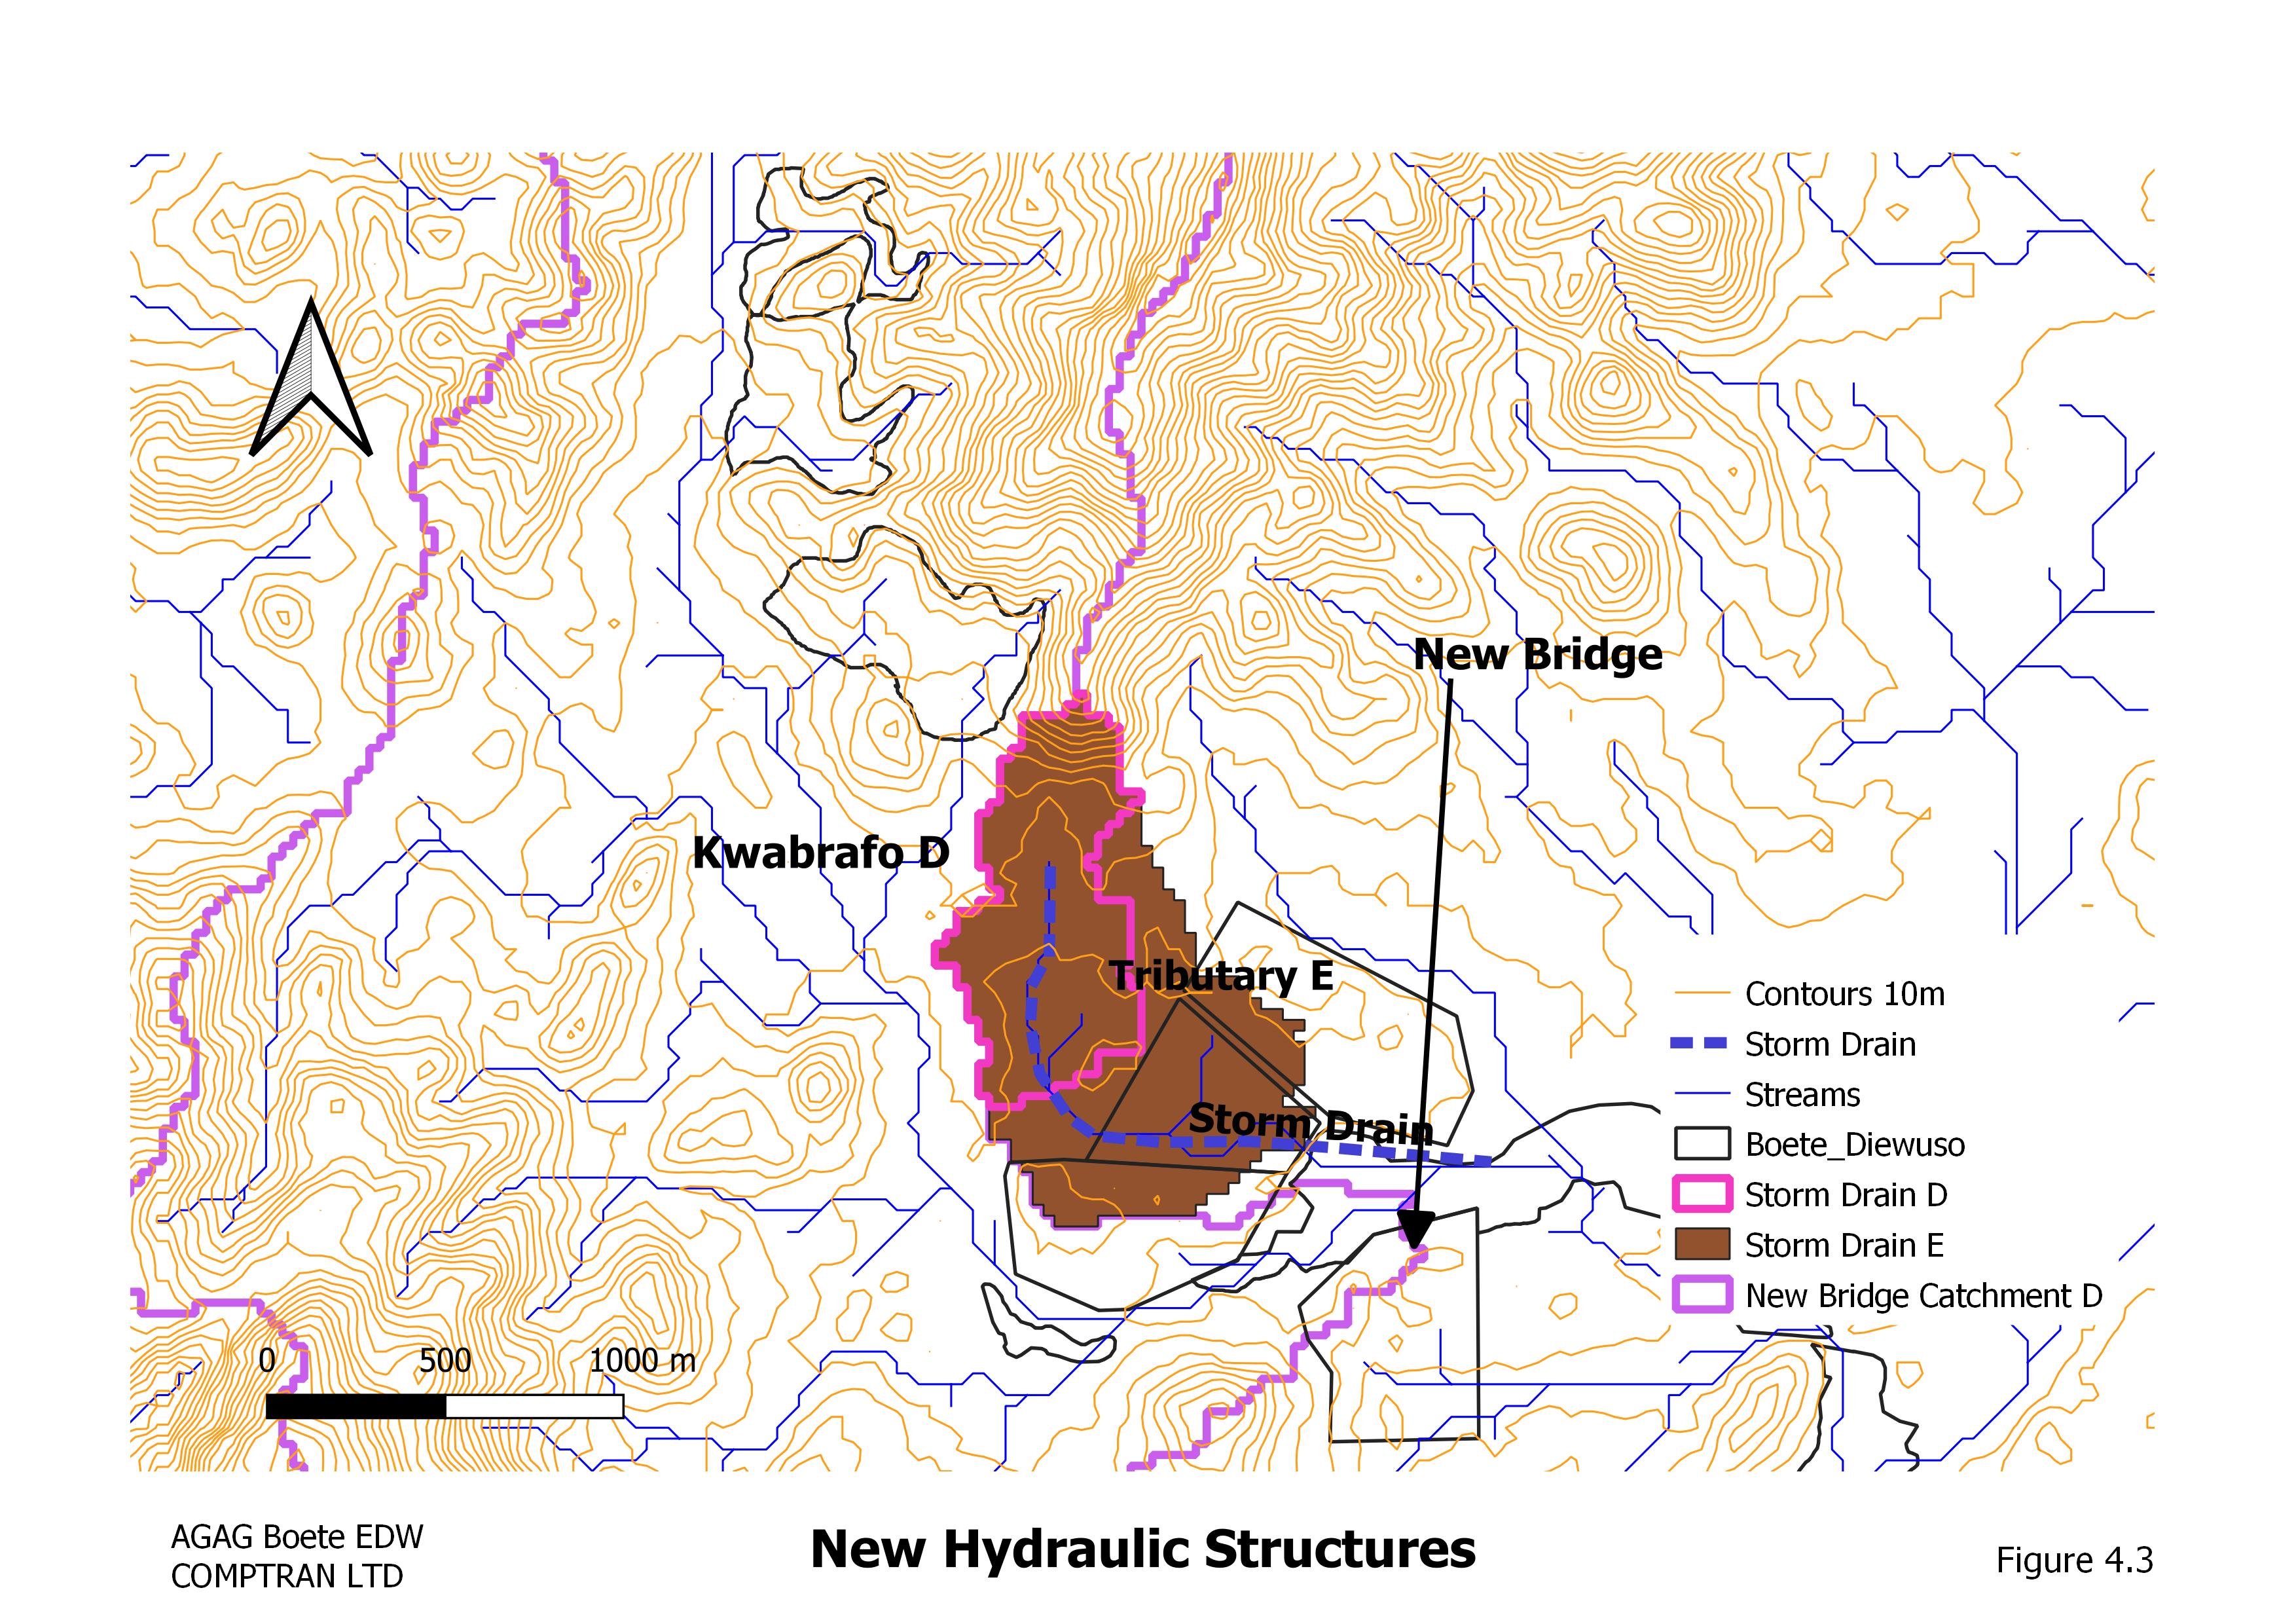 New Bridge
Kwabrafo D
Tributary E
Storm Drain
Contours 10m
Storm Drain
Streams
Boete_Diewuso
Storm Drain D
Storm Drain E
New Bridge Catchment D
0 500 1000 m
AGAG Boete EDW
COMPTRAN LTD
New Hydraulic Structures
Figure 4.3